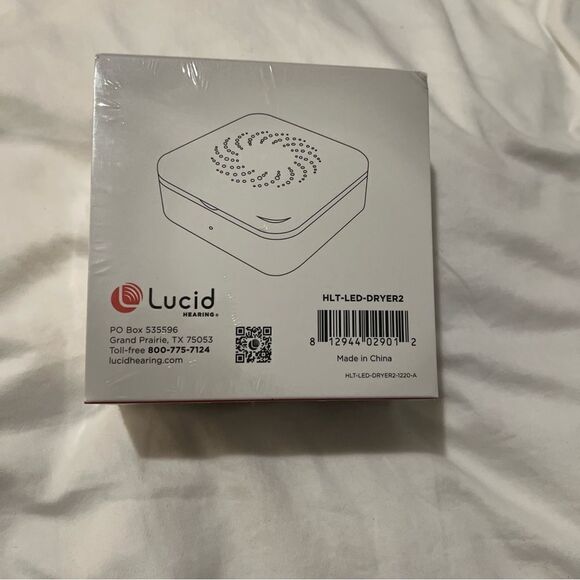 Lucid
HEARING®
PO Box 535596
Grand Prairie, TX 75053
Toll-free 800-775-7124
lucidhearing.com
HLT-LED-DRYER2
8 12944 02901 2
Made in China
HLT-LED-DRYER2-1220-A